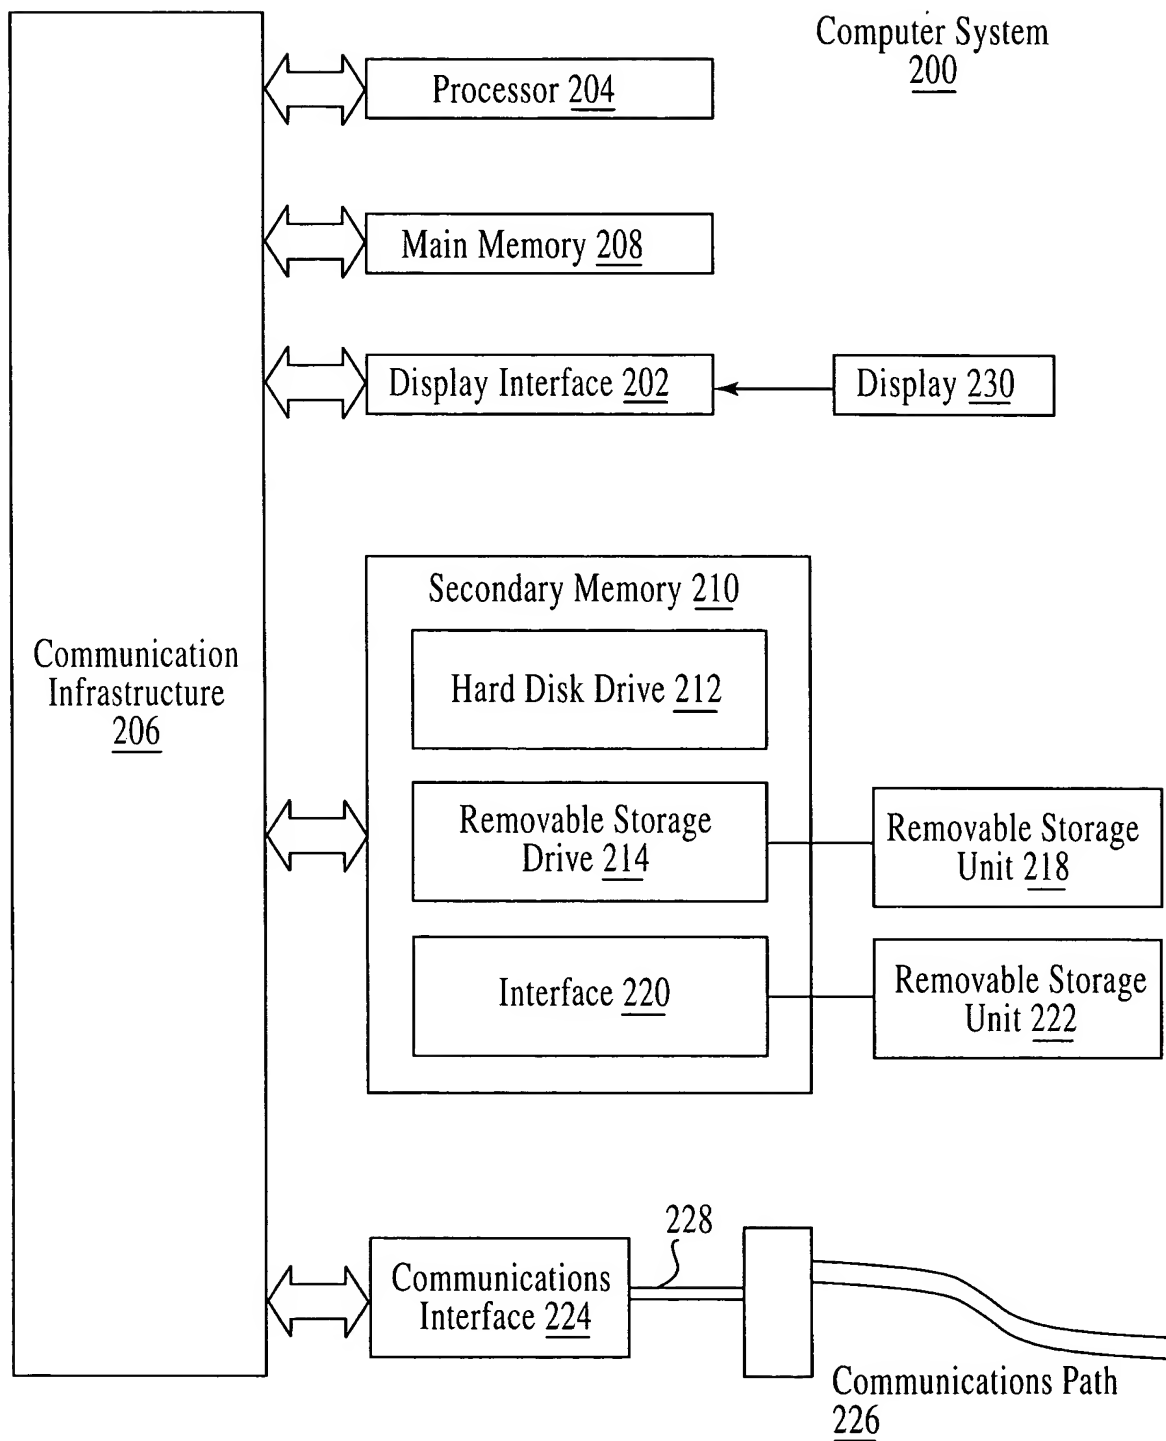 Computer System
200
Processor 204
Main Memory 208
Display Interface 202
Display 230
Secondary Memory 210
Hard Disk Drive 212
Communication
Infrastructure
206
Removable Storage
Drive 214
Removable Storage
Unit 218
Interface 220
Removable Storage
Unit 222
228
Communications
Interface 224
Communications Path
226